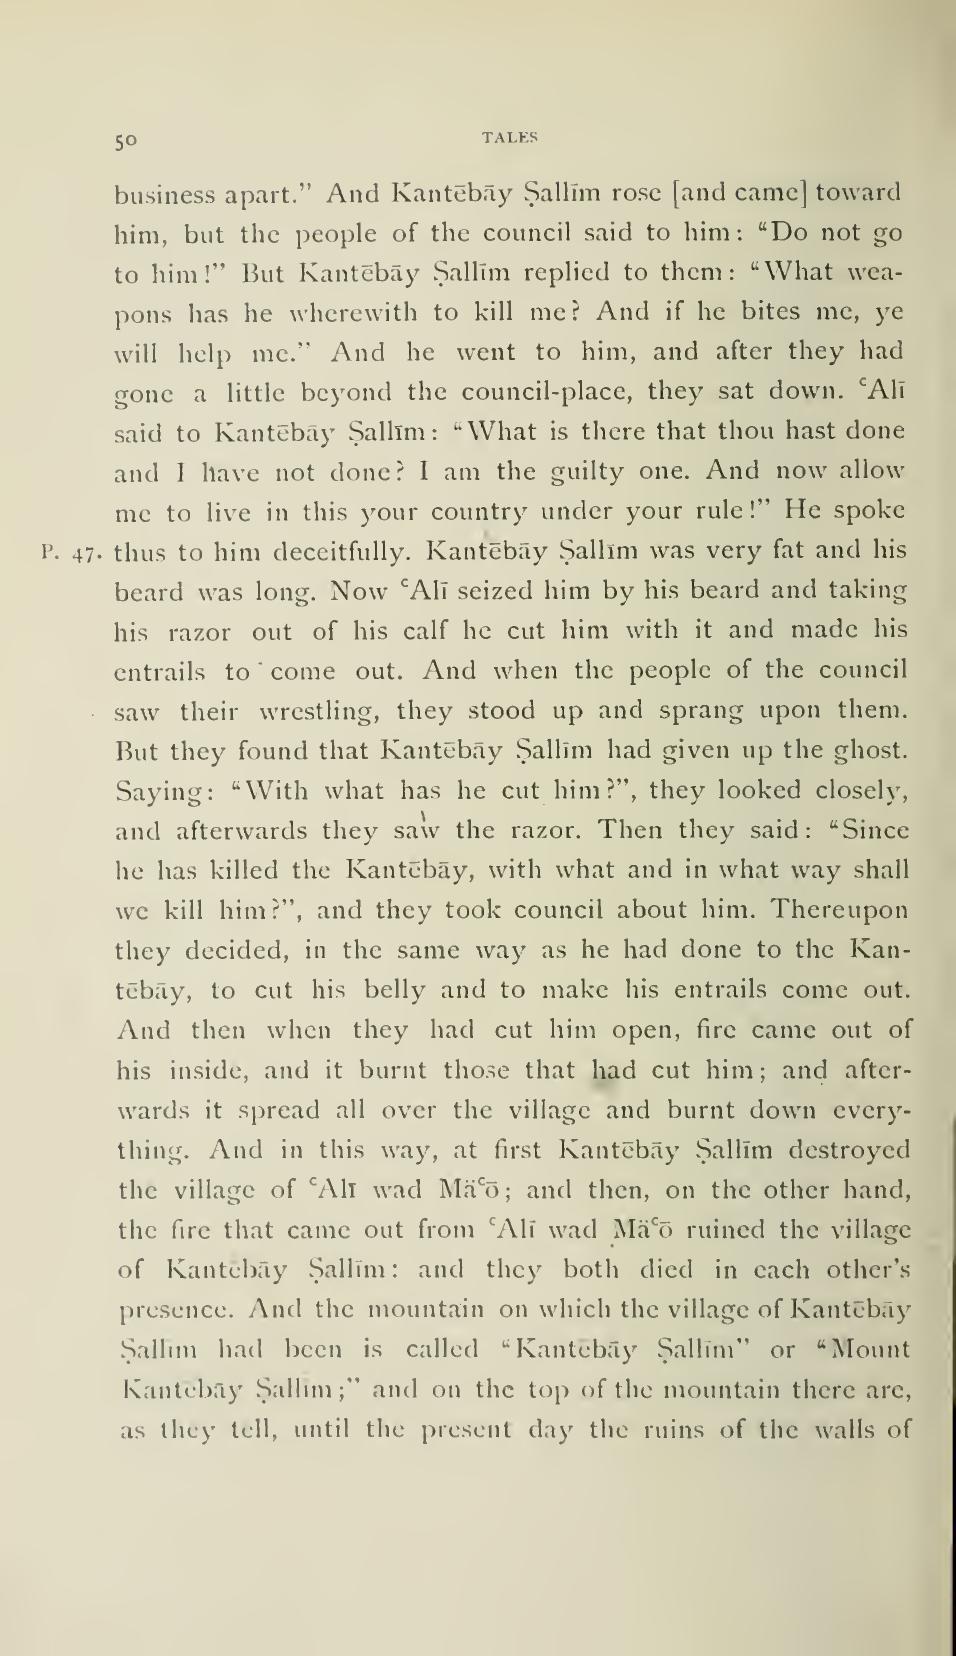 50 TALES
business apart.” And Kantēbāy Ṣallīm rose [and came] toward
him, but the people of the council said to him: “Do not go
to him!” But Kantēbāy Ṣallīm replied to them: “What wea-
pons has he wherewith to kill me? And if he bites me, ye
will help me.” And he went to him, and after they had
gone a little beyond the council-place, they sat down. ʿAlī
said to Kantēbāy Ṣallīm: “What is there that thou hast done
and I have not done? I am the guilty one. And now allow
me to live in this your country under your rule!” He spoke
P. 47. thus to him deceitfully. Kantēbāy Ṣallīm was very fat and his
beard was long. Now ʿAlī seized him by his beard and taking
his razor out of his calf he cut him with it and made his
entrails to come out. And when the people of the council
saw their wrestling, they stood up and sprang upon them.
But they found that Kantēbāy Ṣallīm had given up the ghost.
Saying: “With what has he cut him?”, they looked closely,
and afterwards they saw the razor. Then they said: “Since
he has killed the Kantēbāy, with what and in what way shall
we kill him?”, and they took council about him. Thereupon
they decided, in the same way as he had done to the Kan-
tēbāy, to cut his belly and to make his entrails come out.
And then when they had cut him open, fire came out of
his inside, and it burnt those that had cut him; and after-
wards it spread all over the village and burnt down every-
thing. And in this way, at first Kantēbāy Ṣallīm destroyed
the village of ʿAlī wad Mäʿō; and then, on the other hand,
the fire that came out from ʿAlī wad Mäʿō ruined the village
of Kantēbāy Ṣallīm: and they both died in each other’s
presence. And the mountain on which the village of Kantēbāy
Ṣallīm had been is called “Kantēbāy Ṣallīm” or “Mount
Kantēbāy Ṣallīm;” and on the top of the mountain there are,
as they tell, until the present day the ruins of the walls of